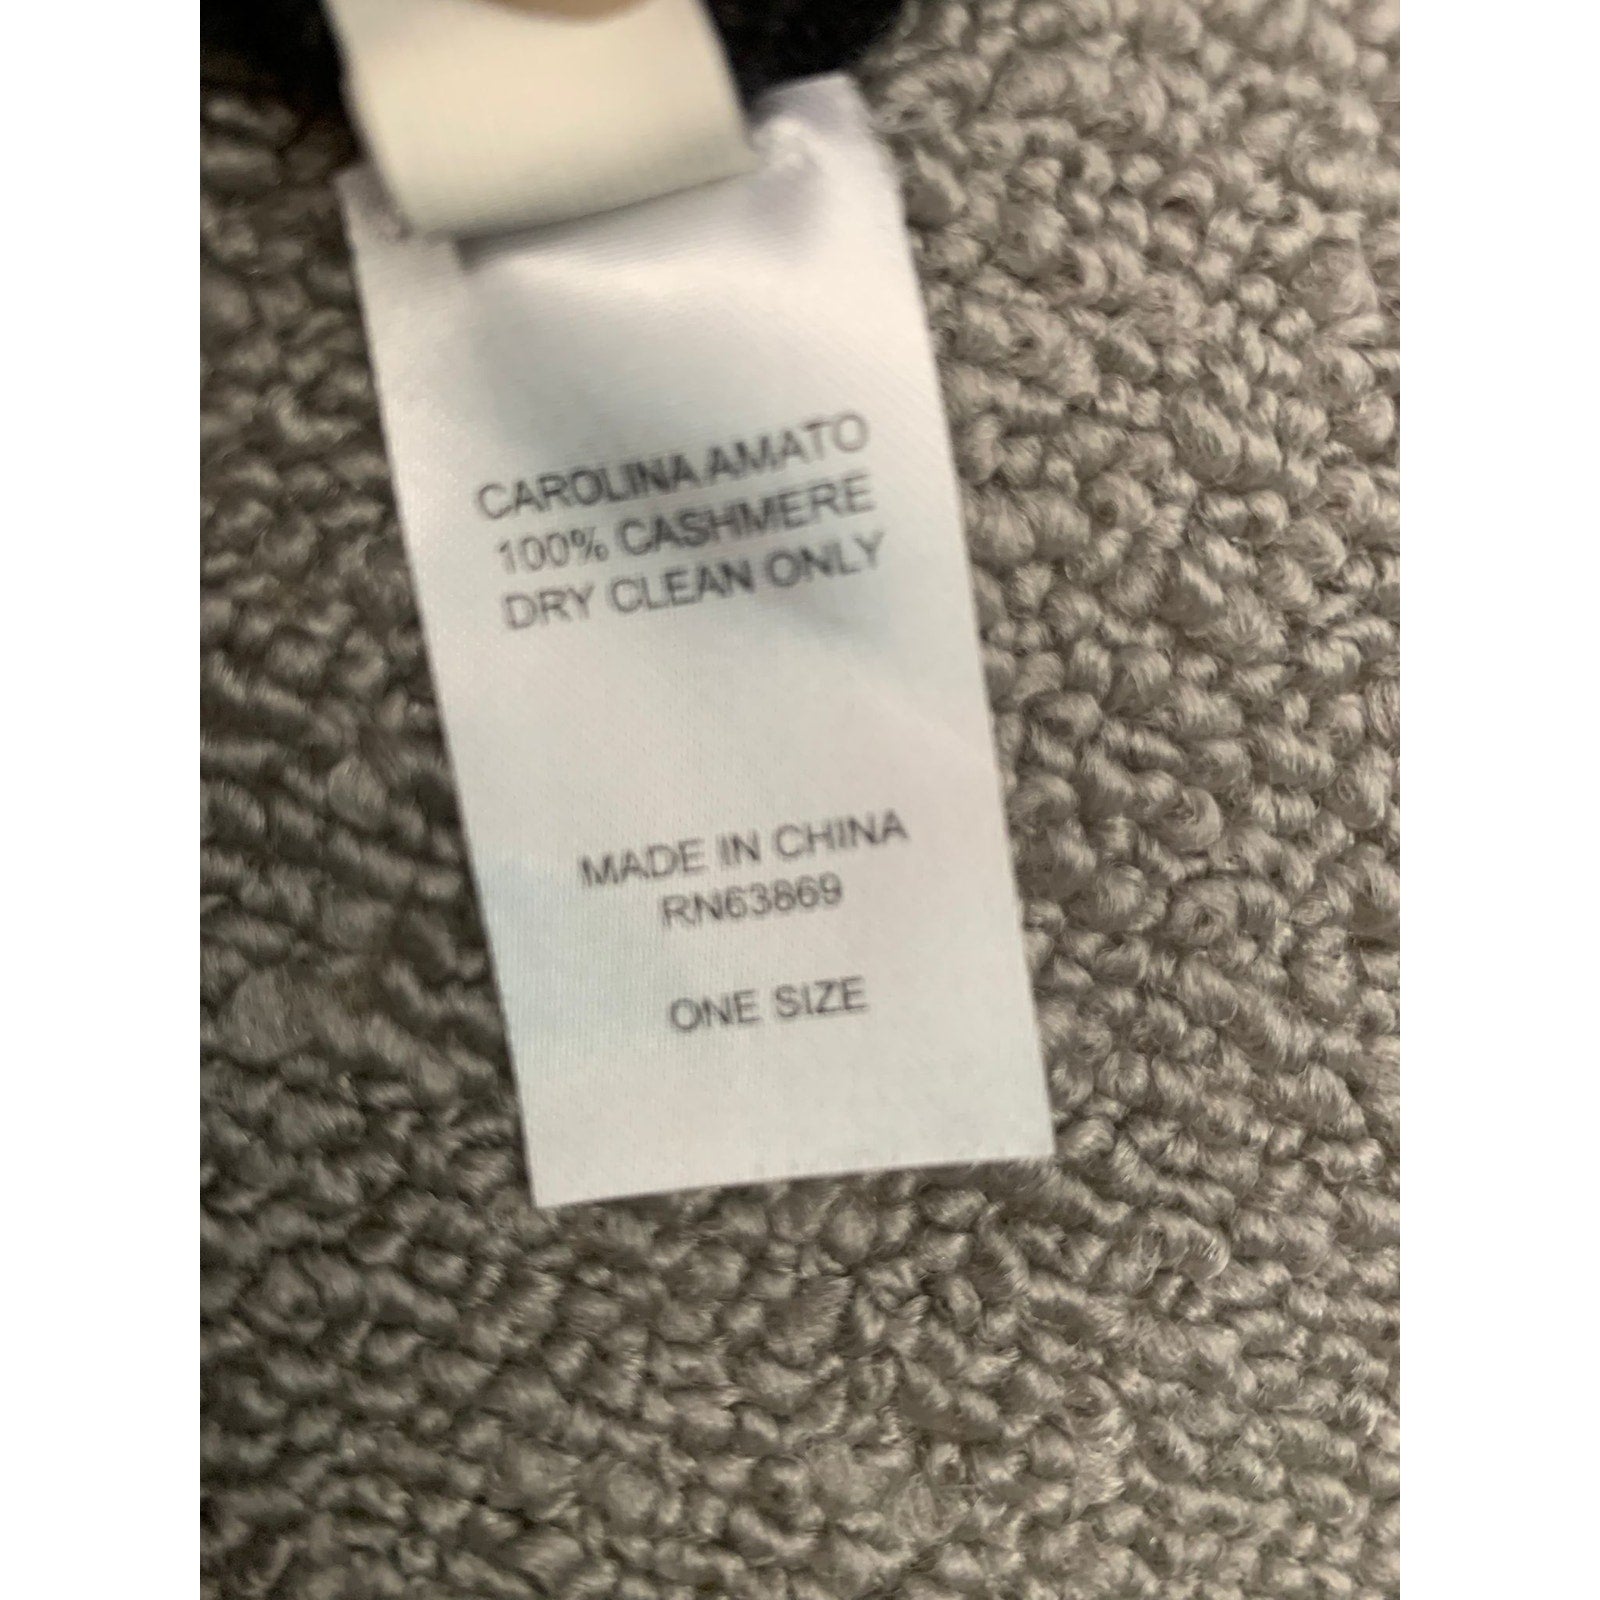 CAROLINA AMATO
100% CASHMERE
DRY CLEAN ONLY
MADE IN CHINA
RN63869
ONE SIZE